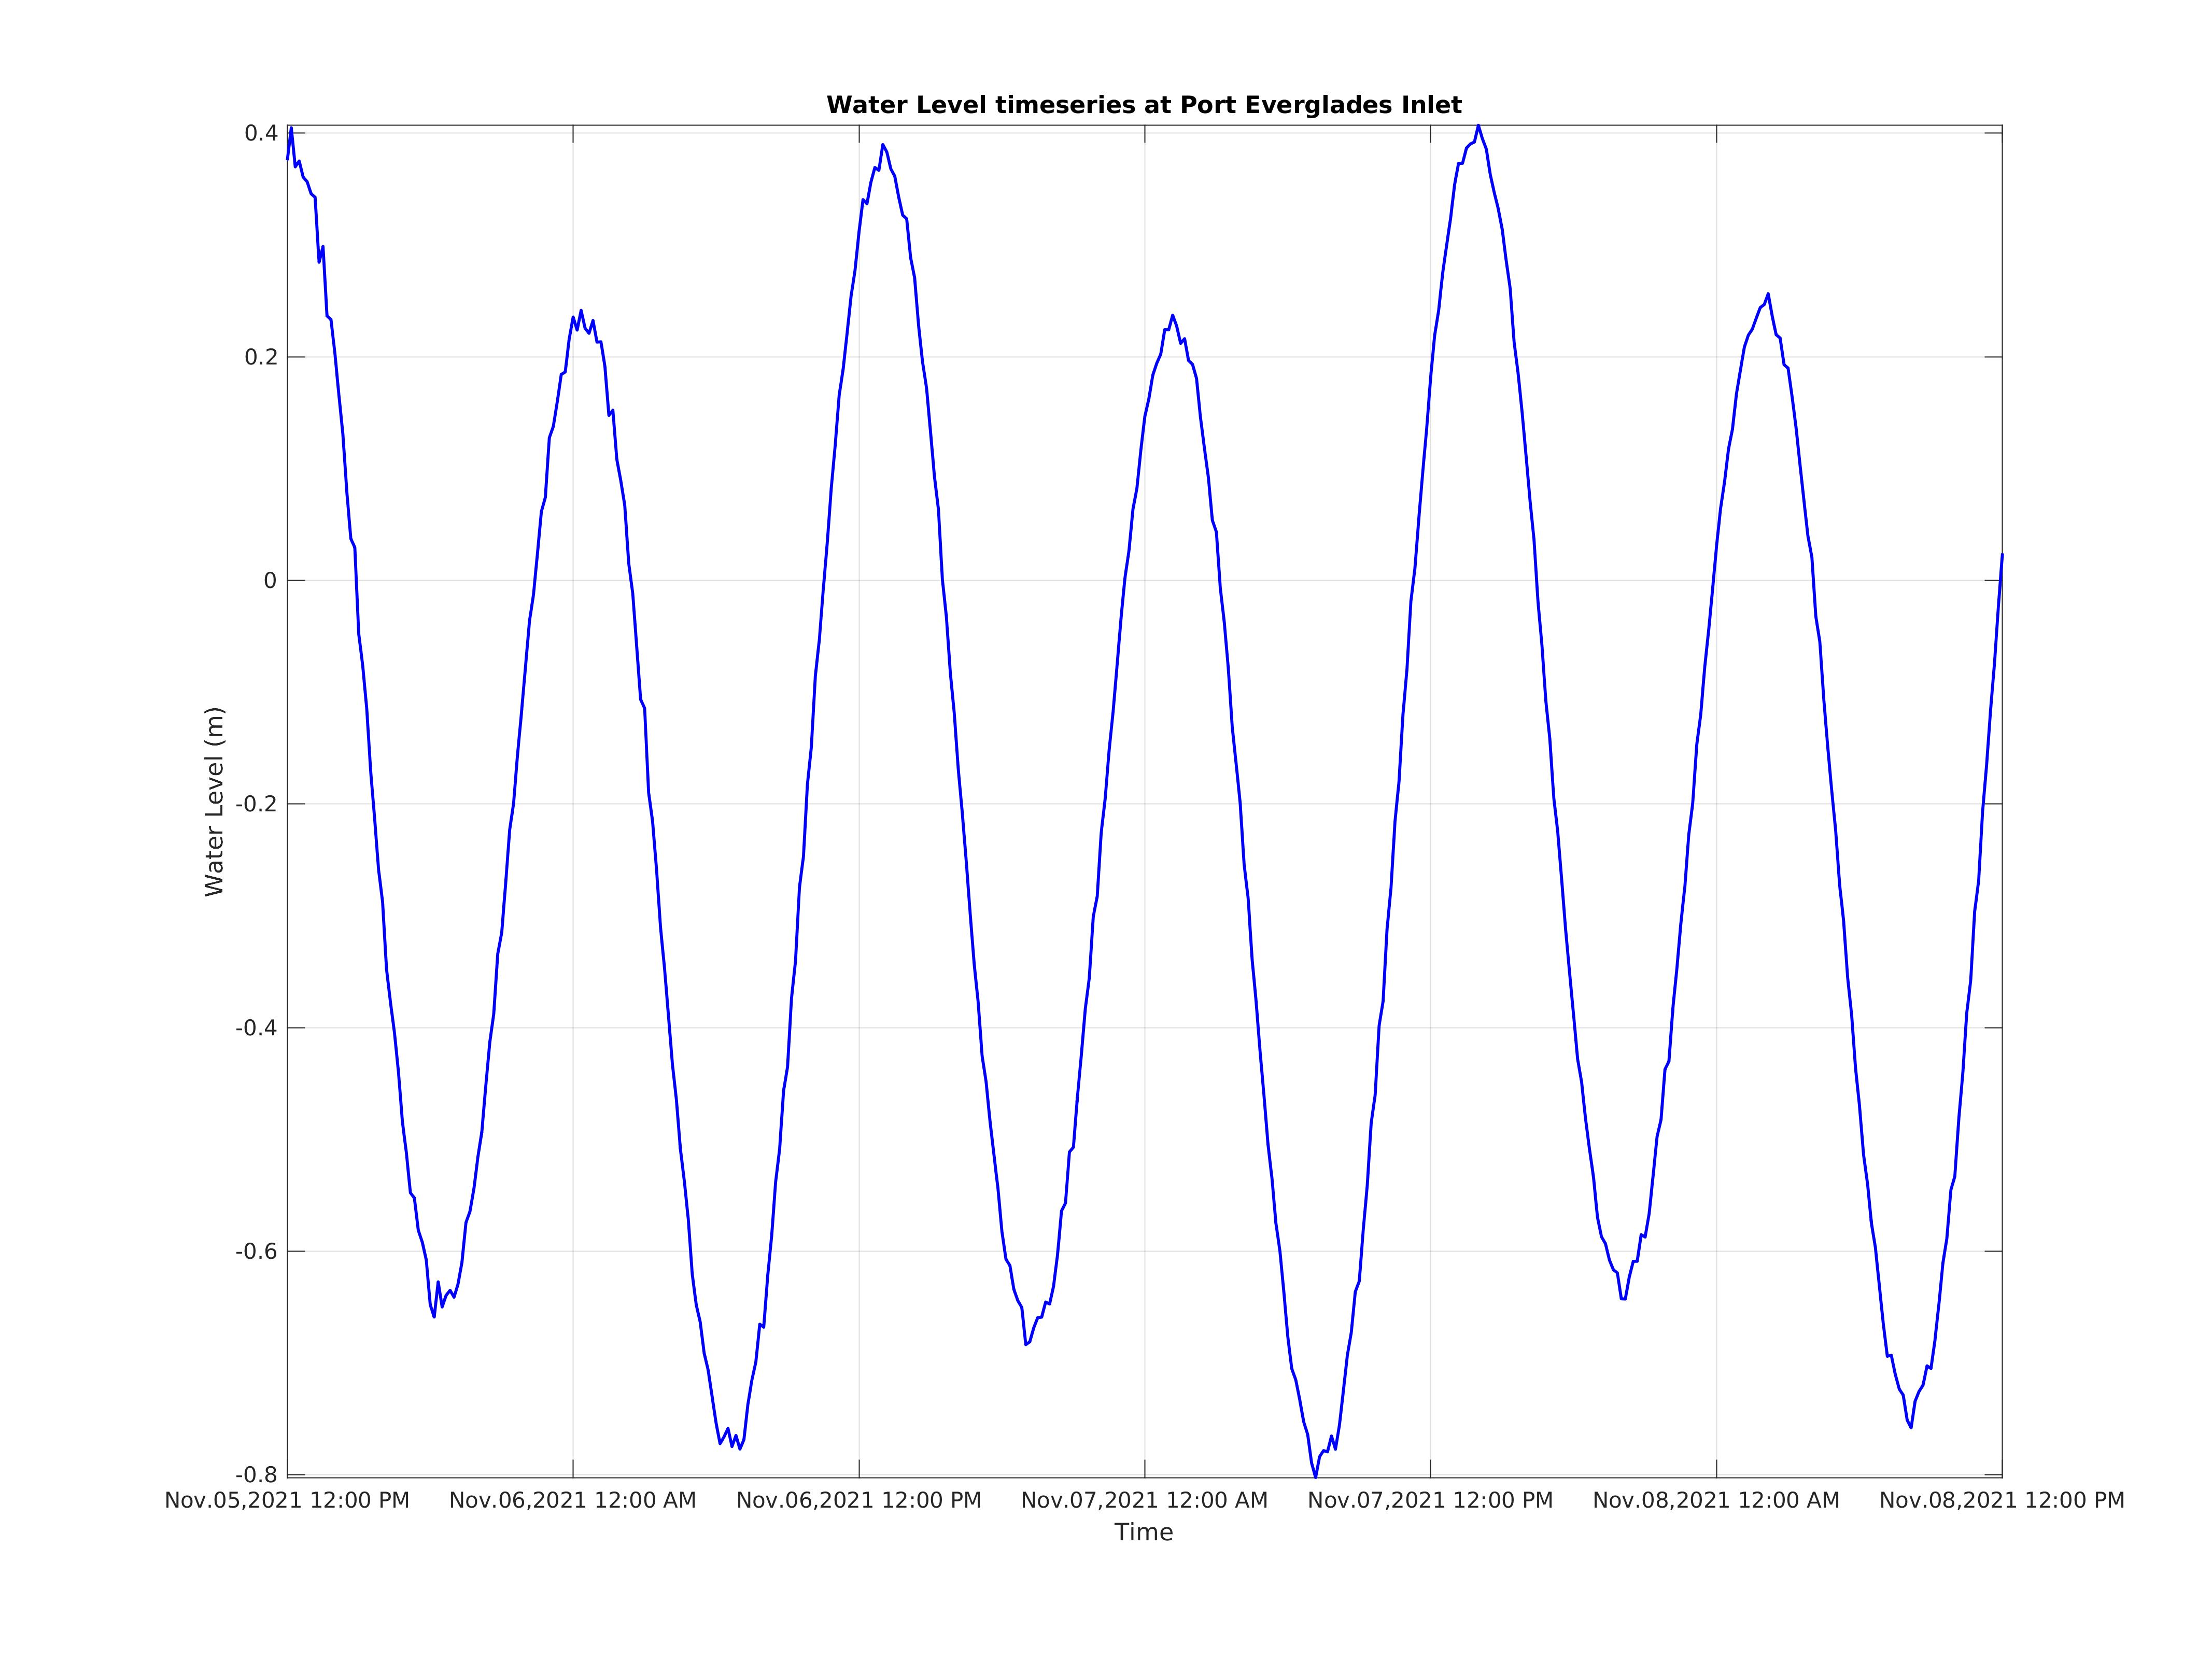 Water Level timeseries at Port Everglades Inlet
0.4
0.2
0
-0.2
-0.4
-0.6
-0.8
Water Level (m)
Nov.05,2021 12:00 PM Nov.06,2021 12:00 AM Nov.06,2021 12:00 PM Nov.07,2021 12:00 AM Nov.07,2021 12:00 PM Nov.08,2021 12:00 AM Nov.08,2021 12:00 PM
Time